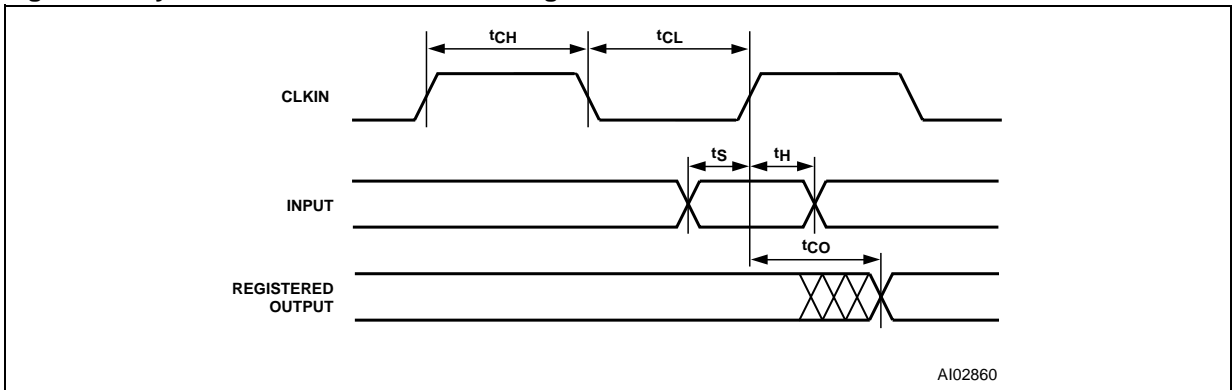 tCH
tCL
CLKIN
tS
tH
INPUT
tCO
REGISTERED
OUTPUT
AI02860